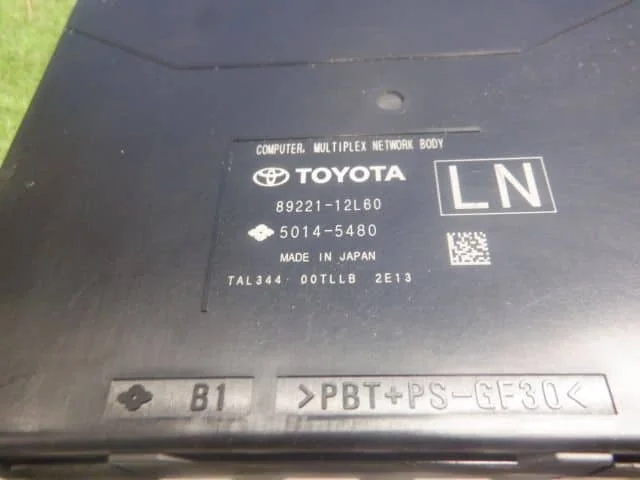 COMPUTER, MULTIPLEX NETWORK BODY
TOYOTA
LN
89221-12L60
5014-5480
MADE IN JAPAN
TAL344 00TLLB 2E13
B1
>PBT+PS-GF30<